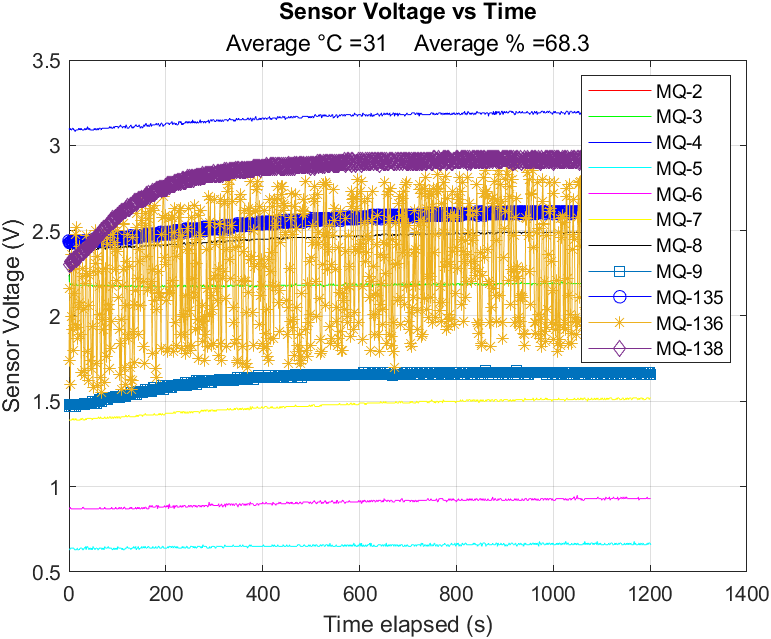 Sensor Voltage vs Time
Average °C =31 Average % =68.3
Sensor Voltage (V)
3.5
3
2.5
2
1.5
1
0.5
0 200 400 600 800 1000 1200 1400
Time elapsed (s)
MQ-2
MQ-3
MQ-4
MQ-5
MQ-6
MQ-7
MQ-8
MQ-9
MQ-135
MQ-136
MQ-138